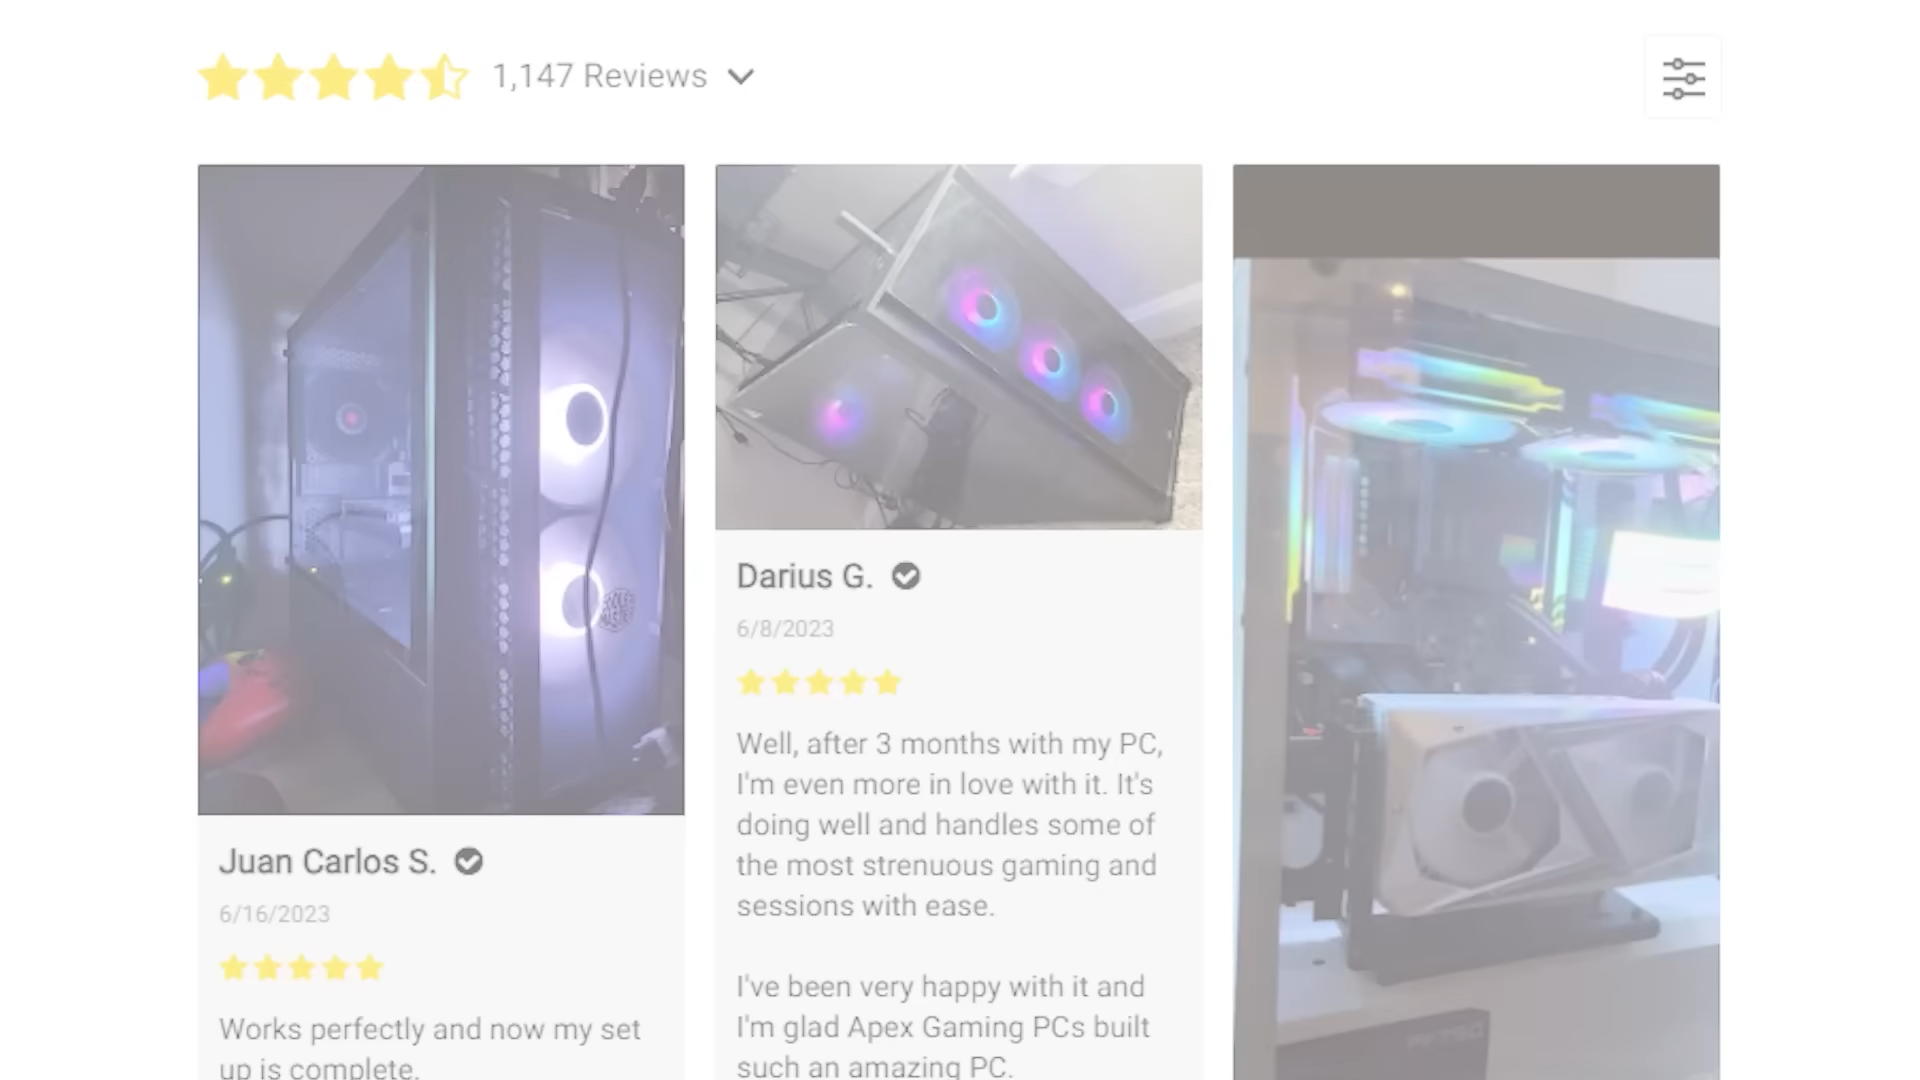 1,147 Reviews
Juan Carlos S.
6/16/2023
Works perfectly and now my set
up is complete.
Darius G.
6/8/2023
Well, after 3 months with my PC,
I'm even more in love with it. It's
doing well and handles some of
the most strenuous gaming and
sessions with ease.
I've been very happy with it and
I'm glad Apex Gaming PCs built
such an amazing PC.